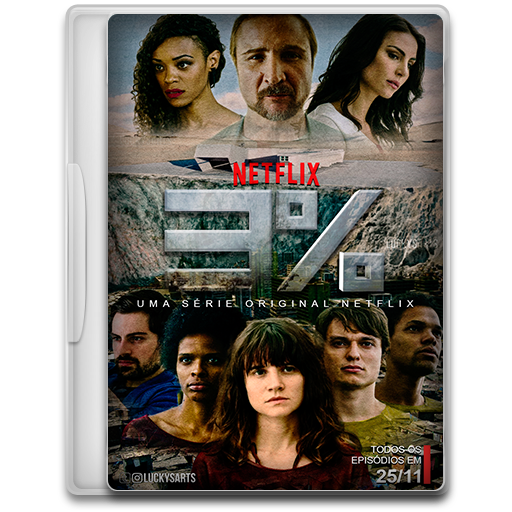 NETFLIX
3%
UMA SÉRIE ORIGINAL NETFLIX
TODOS OS
EPISÓDIOS EM
25/11
@LUCKYSARTS